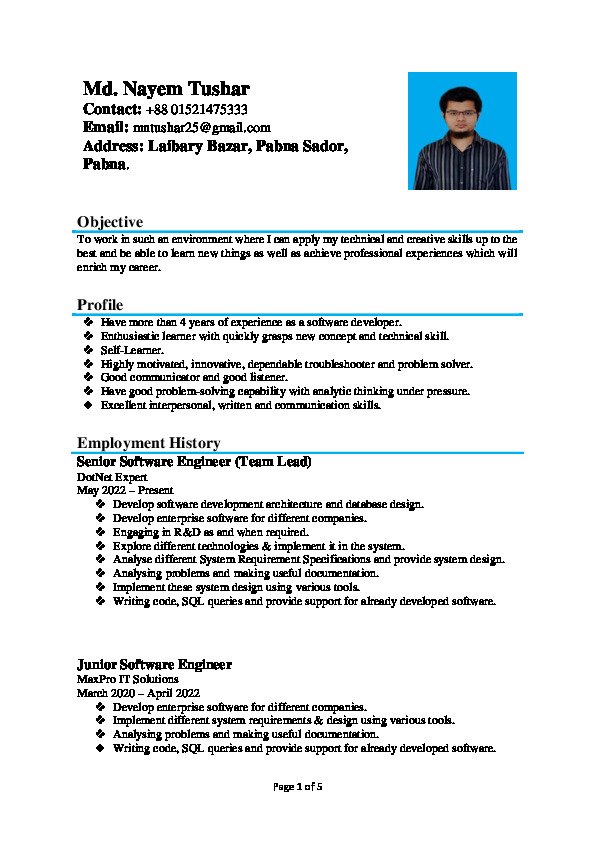 Md. Nayem Tushar
Contact: +88 01521475333
Email: mntushar25@gmail.com
Address: Laibary Bazar, Pabna Sador,
Pabna.
Objective
To work in such an environment where I can apply my technical and creative skills up to the
best and be able to learn new things as well as achieve professional experiences which will
enrich my career.
Profile
❖ Have more than 4 years of experience as a software developer.
❖ Enthusiastic learner with quickly grasps new concept and technical skill.
❖ Self-Learner.
❖ Highly motivated, innovative, dependable troubleshooter and problem solver.
❖ Good communicator and good listener.
❖ Have good problem-solving capability with analytic thinking under pressure.
❖ Excellent interpersonal, written and communication skills.
Employment History
Senior Software Engineer (Team Lead)
DotNet Expert
May 2022 – Present
❖ Develop software development architecture and database design.
❖ Develop enterprise software for different companies.
❖ Engaging in R&D as and when required.
❖ Explore different technologies & implement it in the system.
❖ Analyse different System Requirement Specifications and provide system design.
❖ Analysing problems and making useful documentation.
❖ Implement these system design using various tools.
❖ Writing code, SQL queries and provide support for already developed software.
Junior Software Engineer
MaxPro IT Solutions
March 2020 – April 2022
❖ Develop enterprise software for different companies.
❖ Implement different system requirements & design using various tools.
❖ Analysing problems and making useful documentation.
❖ Writing code, SQL queries and provide support for already developed software.
Page 1 of 5